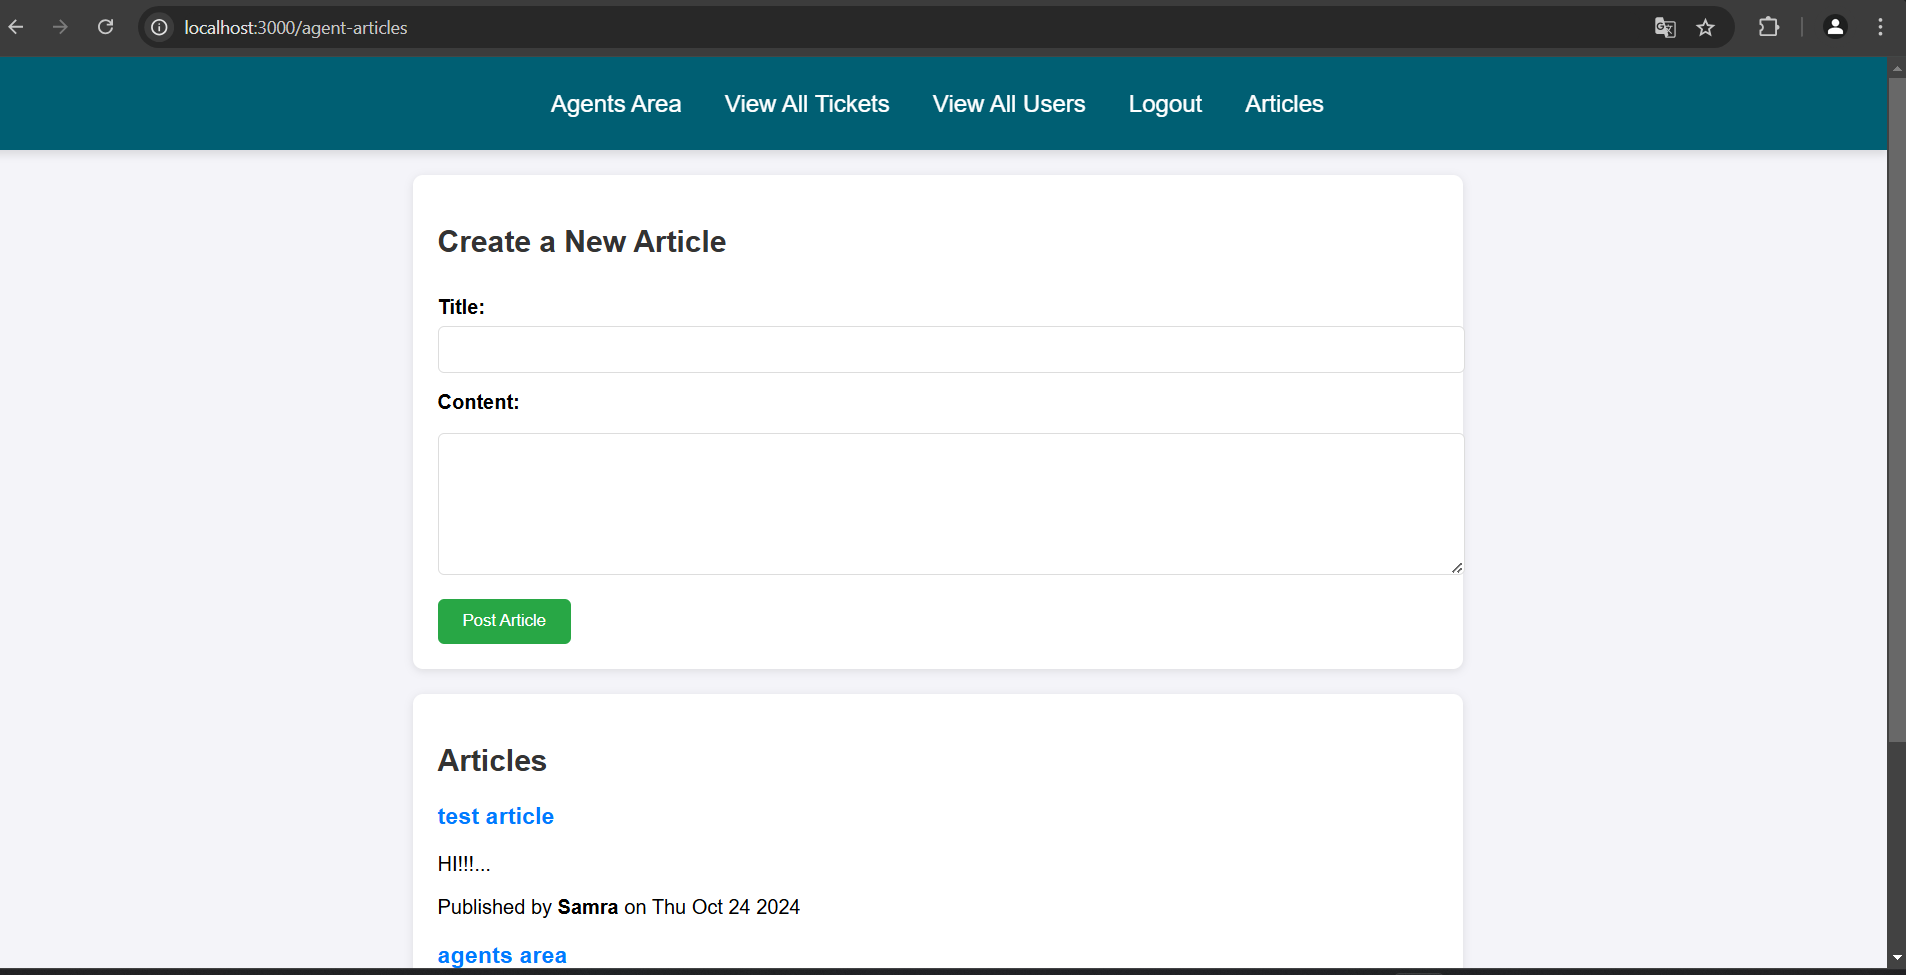 localhost:3000/agent-articles
Agents Area View All Tickets View All Users Logout Articles
Create a New Article
Title:
Content:
Post Article
Articles
test article
HI!!!...
Published by Samra on Thu Oct 24 2024
agents area